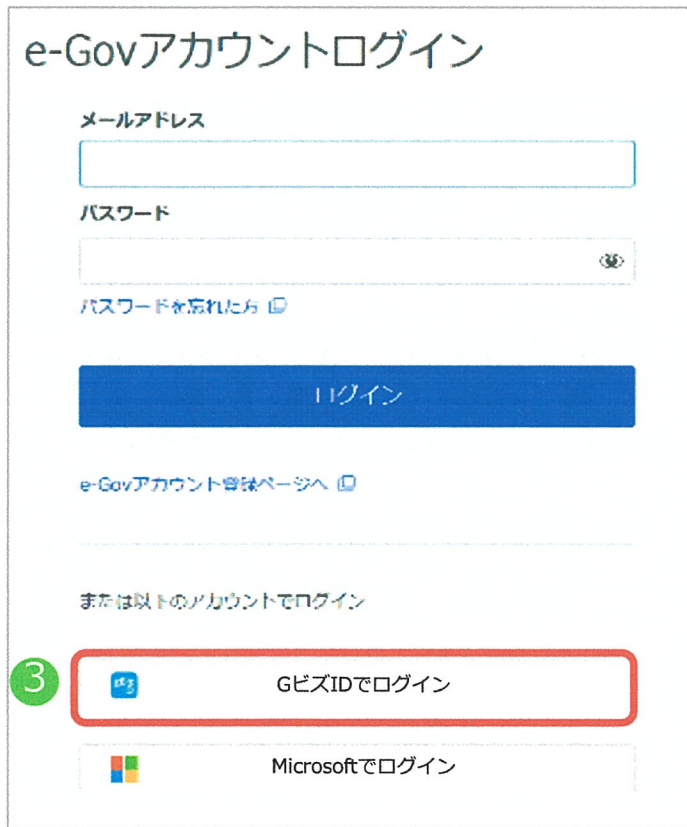 e-Govアカウントログイン
メールアドレス
パスワード
パスワードを忘れた方
ログイン
e-Govアカウント登録ページへ
または以下のアカウントでログイン
3
GビズIDでログイン
Microsoftでログイン